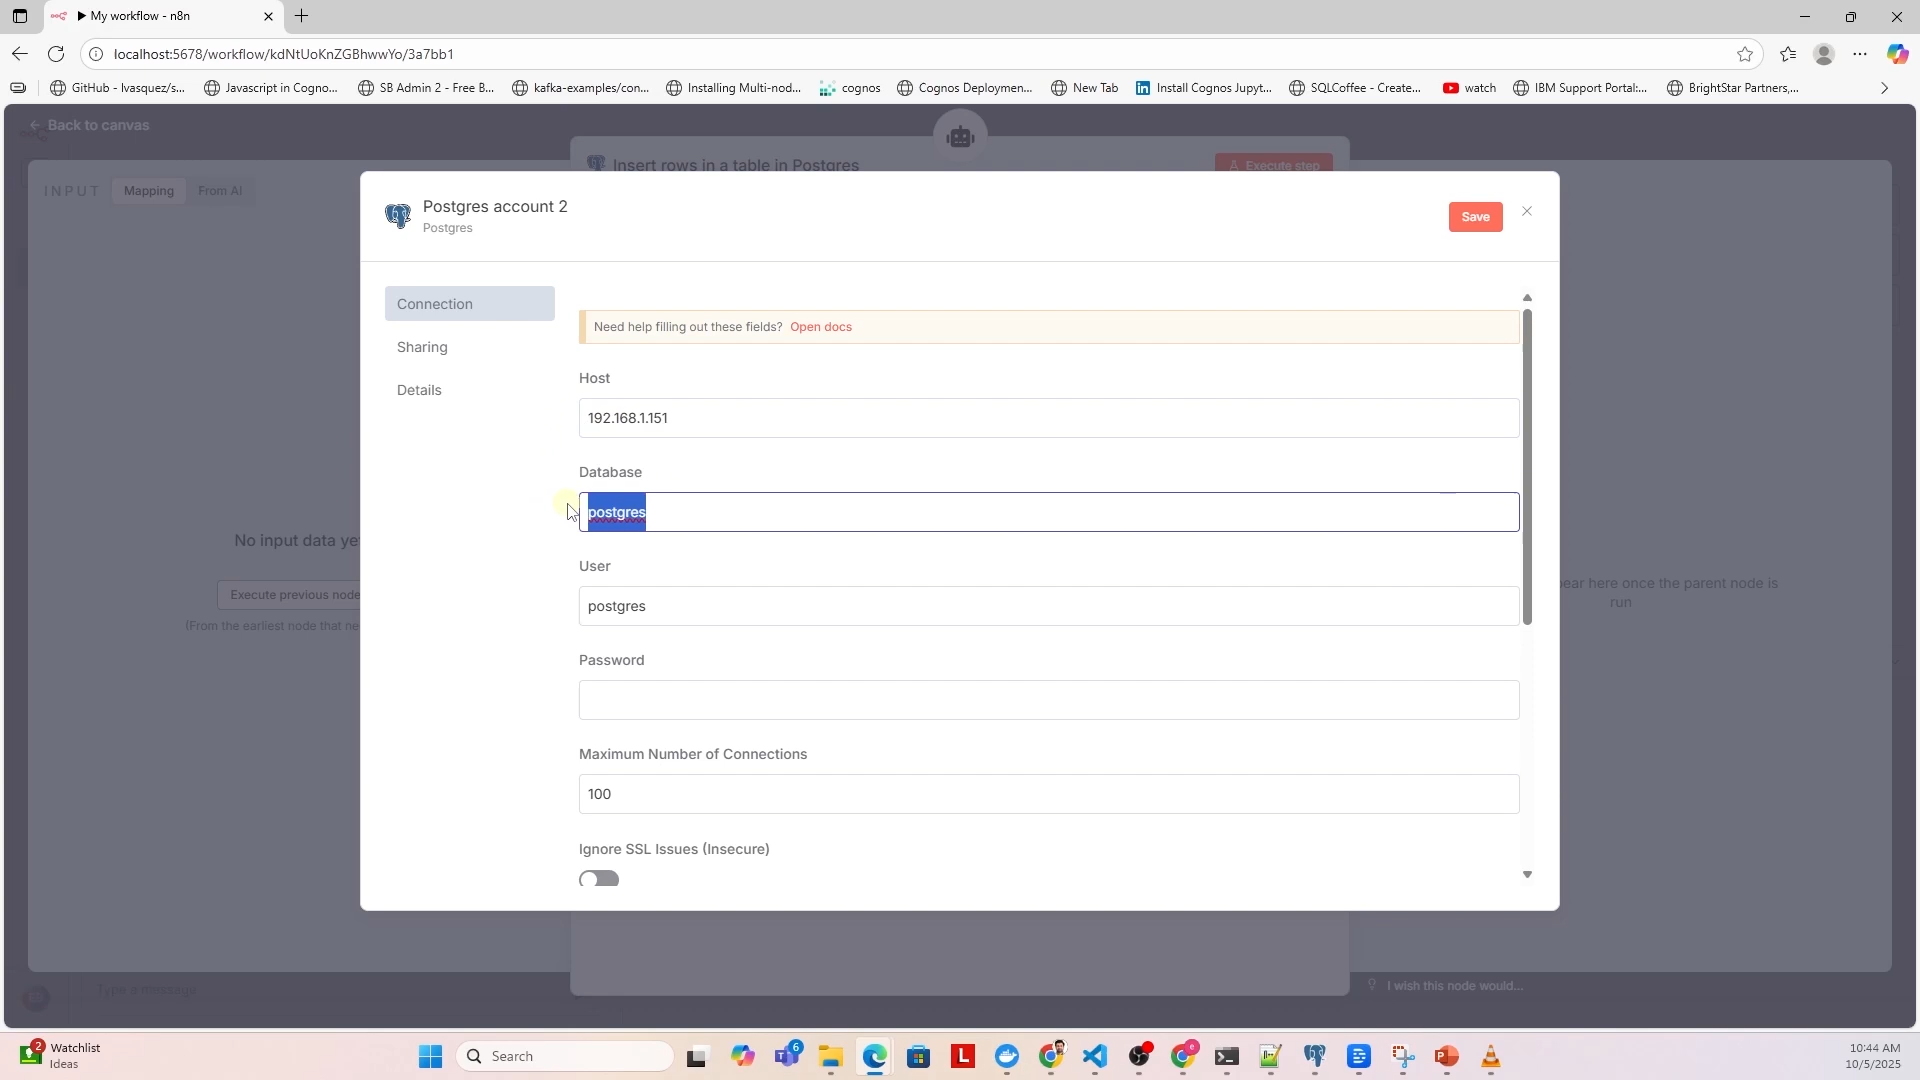 My workflow - n8n
localhost:5678/workflow/kdNtUoKnZGBhwwYo/3a7bb1
GitHub - lvasquez/s...
Javascript in Cogno...
SB Admin 2 - Free B...
kafka-examples/con...
Installing Multi-nod...
cognos
Cognos Deploymen...
New Tab
Install Cognos Jupyt...
SQLCoffee - Create...
watch
IBM Support Portal:...
BrightStar Partners,...
Back to canvas
Insert rows in a table in Postgres
Execute step
INPUT
Mapping
From AI
Postgres account 2
Postgres
Save
Connection
Sharing
Details
Need help filling out these fields? Open docs
Host
192.168.1.151
Database
postgres
User
postgres
Password
Maximum Number of Connections
100
Ignore SSL Issues (Insecure)
No input data yet
Execute previous node
(From the earliest node that ne
pear here once the parent node is
run
Type a message
I wish this node would...
2
Watchlist
Ideas
Search
6
10:44 AM
10/5/2025